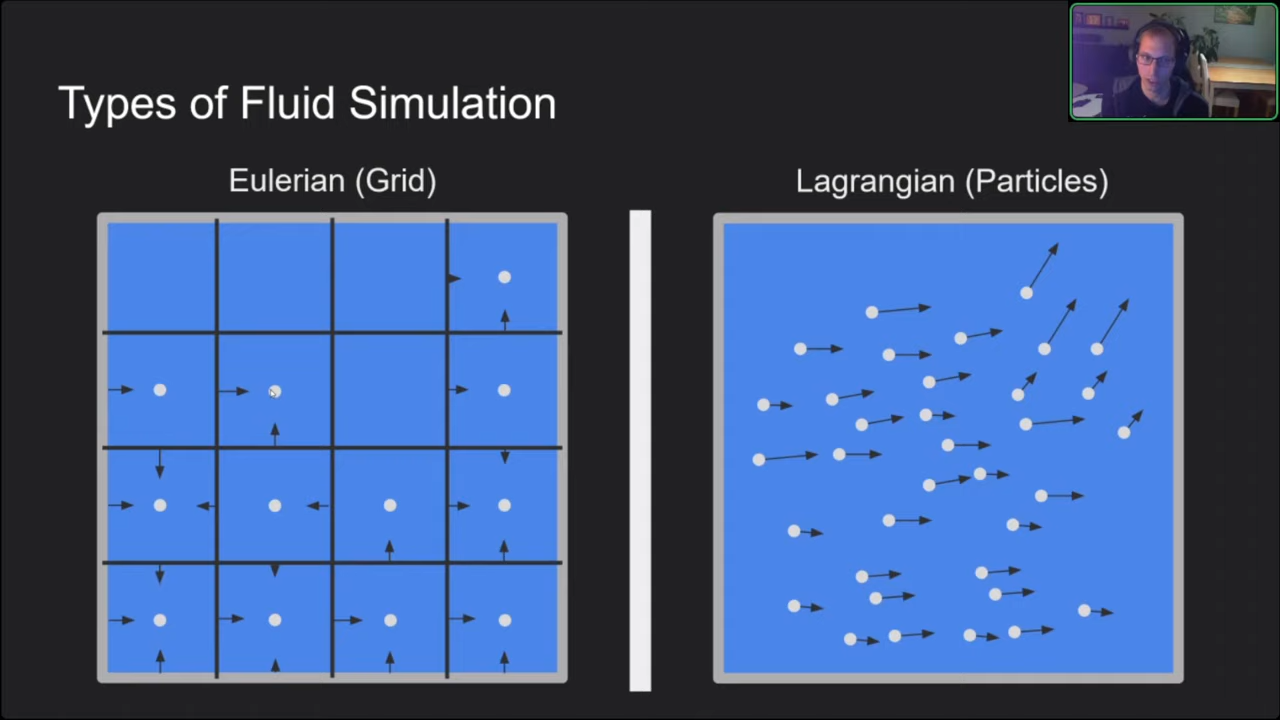 Types of Fluid Simulation
Eulerian (Grid)
Lagrangian (Particles)